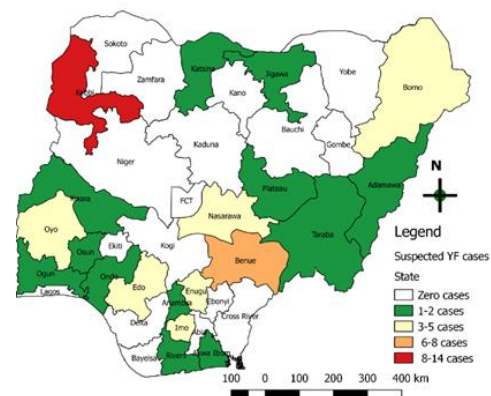 Sokoto
Katsina
Jigawa
Yobe
Borno
Zamfara
Kebbi
Kano
Bauchi
Gombe
Kaduna
Niger
Adamawa
Plateau
FCT
Nasarawa
Taraba
Kwara
Oyo
Ekiti
Kogi
Benue
Osun
Ogun
Ondo
Lagos
Edo
Enugu
Anambra
Ebonyi
Cross River
Delta
Imo
Abia
Bayelsa
Rivers
Akwa Ibom
N
Legend
Suspected YF cases
State
Zero cases
1-2 cases
3-5 cases
6-8 cases
8-14 cases
100 0 100 200 300 400 km